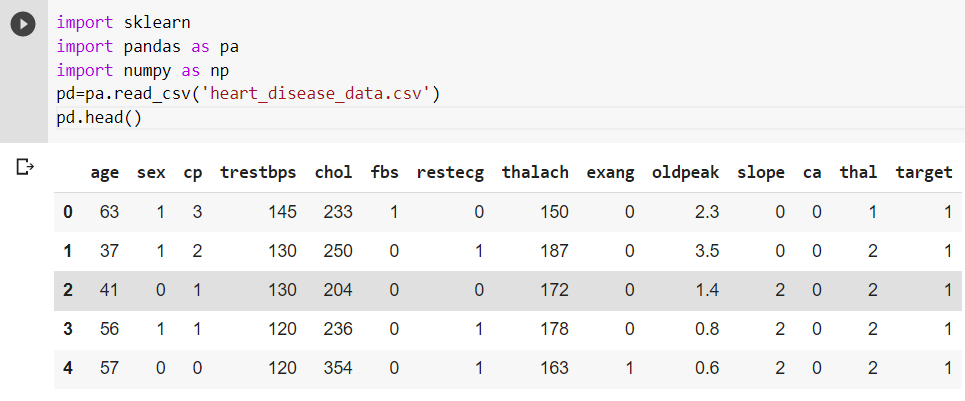 import sklearn
import pandas as pa
import numpy as np
pd=pa.read_csv('heart_disease_data.csv')
pd.head()
age sex cp trestbps chol fbs restecg thalach exang oldpeak slope ca thal target
0 63 1 3 145 233 1 0 150 0 2.3 0 0 1 1
1 37 1 2 130 250 0 1 187 0 3.5 0 0 2 1
2 41 0 1 130 204 0 0 172 0 1.4 2 0 2 1
3 56 1 1 120 236 0 1 178 0 0.8 2 0 2 1
4 57 0 0 120 354 0 1 163 1 0.6 2 0 2 1